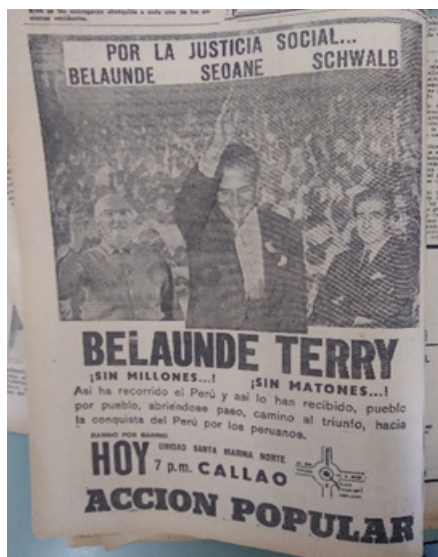 POR LA JUSTICIA SOCIAL...
BELAUNDE SEOANE SCHWALB
BELAUNDE TERRY
¡SIN MILLONES...! ¡SIN MATONES...!
Asi ha recorrido el Perú y así lo han recibido, pueblo
por pueblo, abriéndose paso, camino al triunfo, hacia
la conquista del Perú por los peruanos.
BARRIO POR BARRIO
HOY UNIDAD SANTA MARINA NORTE
7 p.m. CALLAO
ACCION POPULAR